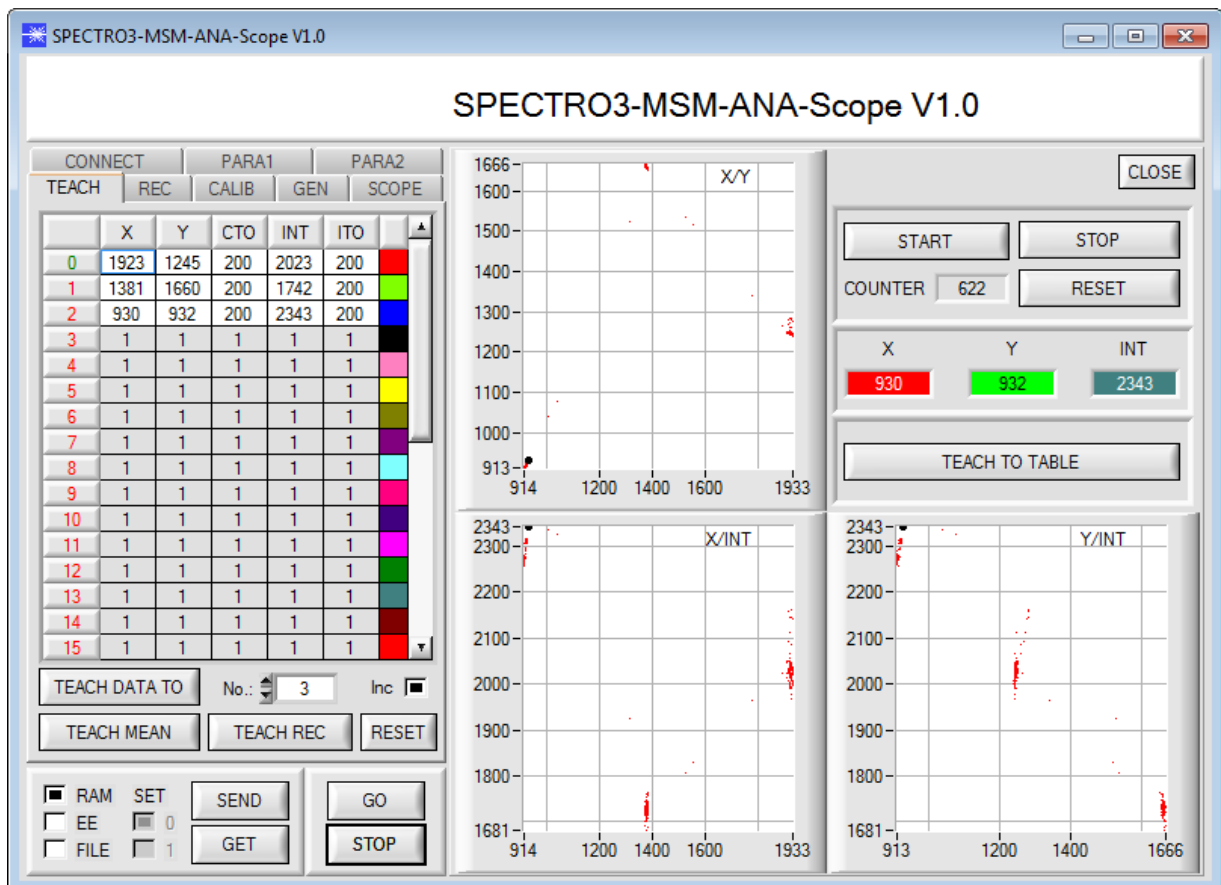 SPECTRO3-MSM-ANA-Scope V1.0
SPECTRO3-MSM-ANA-Scope V1.0
CONNECT PARA1 PARA2
TEACH REC CALIB GEN SCOPE
X Y CTO INT ITO
0 1923 1245 200 2023 200
1 1381 1660 200 1742 200
2 930 932 200 2343 200
3 1 1 1 1 1
4 1 1 1 1 1
5 1 1 1 1 1
6 1 1 1 1 1
7 1 1 1 1 1
8 1 1 1 1 1
9 1 1 1 1 1
10 1 1 1 1 1
11 1 1 1 1 1
12 1 1 1 1 1
13 1 1 1 1 1
14 1 1 1 1 1
15 1 1 1 1 1
TEACH DATA TO No.: 3 Inc
TEACH MEAN TEACH REC RESET
RAM SET SEND GO
EE 0
FILE 1 GET STOP
X/Y
1666
1600
1500
1400
1300
1200
1100
1000
913
914 1200 1400 1600 1933
CLOSE
START STOP
COUNTER 622 RESET
X Y INT
930 932 2343
TEACH TO TABLE
X/INT
2343
2300
2200
2100
2000
1900
1800
1681
914 1200 1400 1600 1933
Y/INT
2343
2300
2200
2100
2000
1900
1800
1681
913 1200 1400 1666